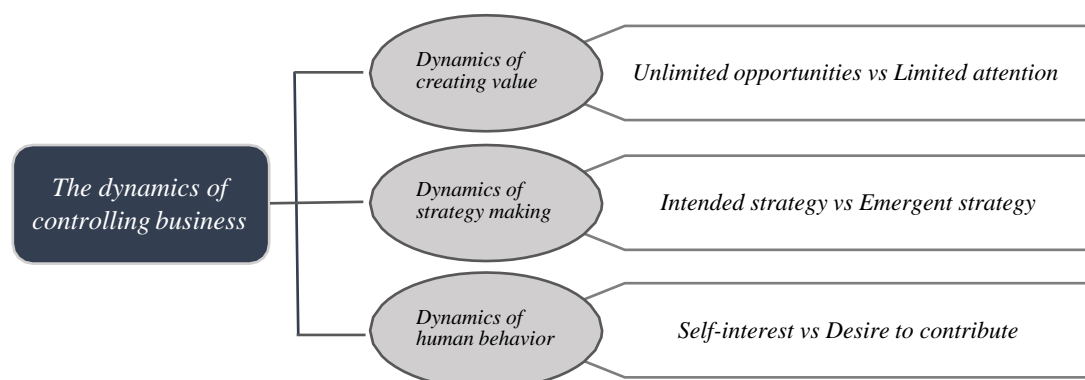 The dynamics of
controlling business
Dynamics of
creating value
Unlimited opportunities vs Limited attention
Dynamics of
strategy making
Intended strategy vs Emergent strategy
Dynamics of
human behavior
Self-interest vs Desire to contribute